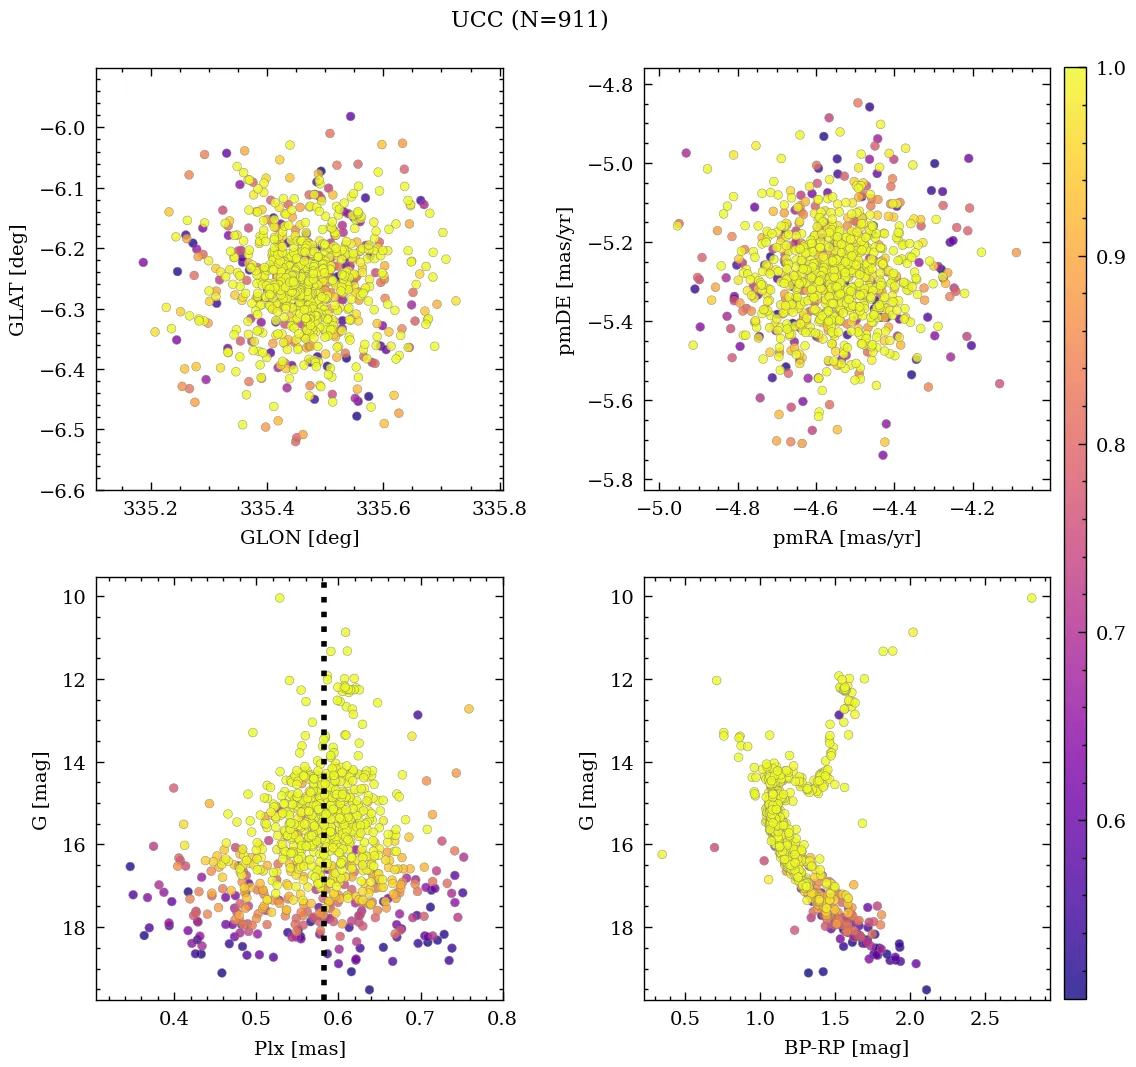 UCC (N=911)
−6.0
−6.1
−6.2
−6.3
−6.4
−6.5
−6.6
GLAT [deg]
335.2 335.4 335.6 335.8
GLON [deg]
−4.8
−5.0
−5.2
−5.4
−5.6
−5.8
pmDE [mas/yr]
−5.0 −4.8 −4.6 −4.4 −4.2
pmRA [mas/yr]
10
12
14
16
18
G [mag]
0.4 0.5 0.6 0.7 0.8
Plx [mas]
10
12
14
16
18
G [mag]
0.5 1.0 1.5 2.0 2.5
BP-RP [mag]
1.0
0.9
0.8
0.7
0.6